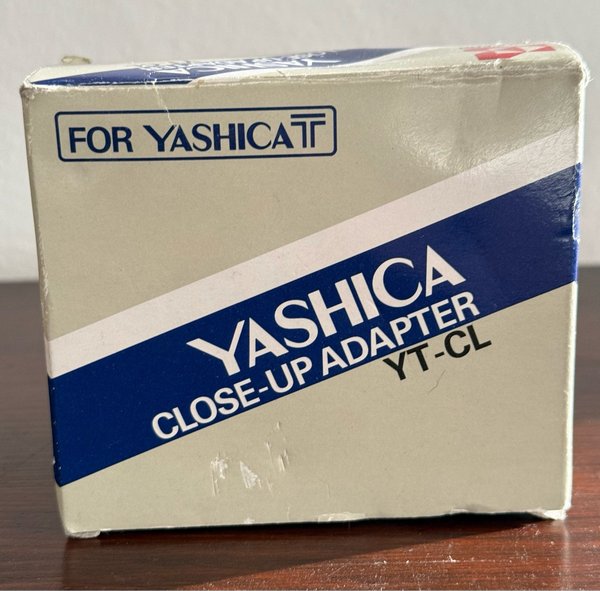 FOR YASHICA T
YASHICA
CLOSE-UP ADAPTER
YT-CL